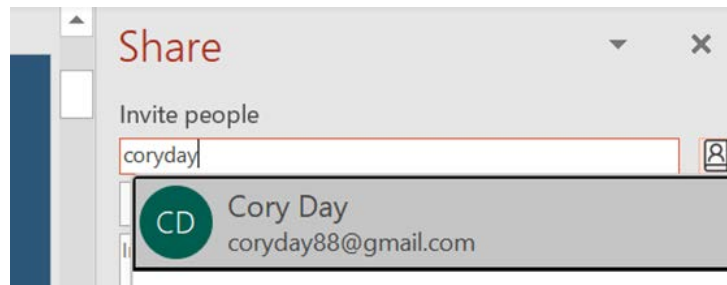 Share
Invite people
coryday
CD
Cory Day
coryday88@gmail.com